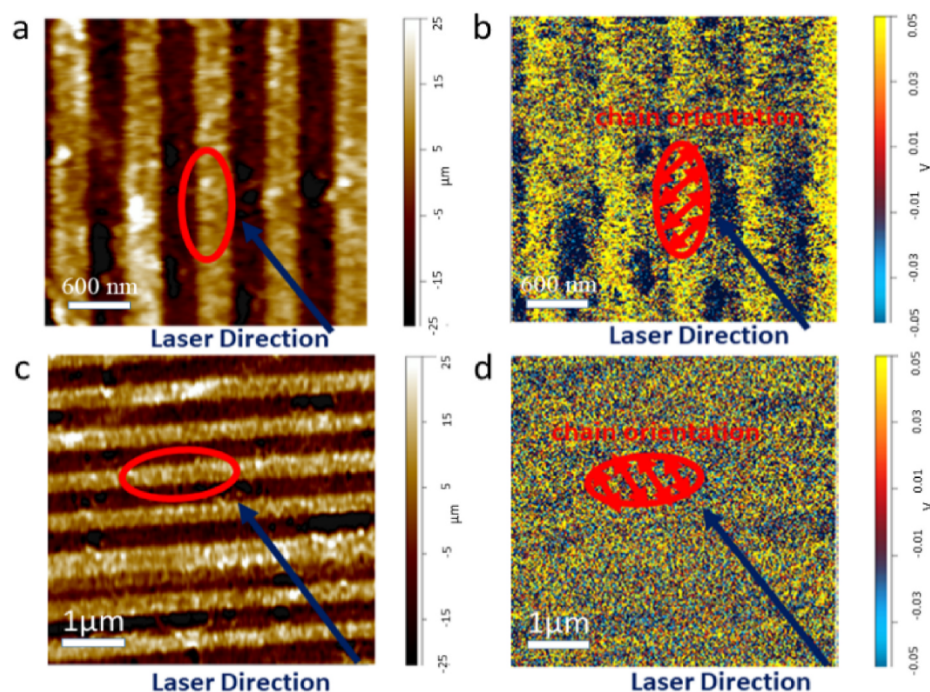 a
25
15
5
-5
-15
-25
μm
600 nm
Laser Direction
b
chain orientation
0.05
0.03
0.01
-0.01
-0.03
-0.05
V
600 nm
Laser Direction
c
25
15
5
-5
-15
-25
μm
1μm
Laser Direction
d
chain orientation
0.05
0.03
0.01
-0.01
-0.03
-0.05
V
1μm
Laser Direction